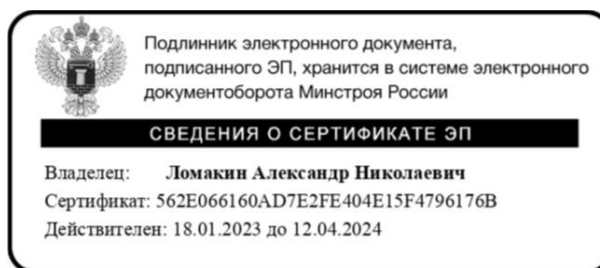 Подлинник электронного документа,
подписанного ЭП, хранится в системе электронного
документоборота Минстроя России
СВЕДЕНИЯ О СЕРТИФИКАТЕ ЭП
Владелец: Ломакин Александр Николаевич
Сертификат: 562E066160AD7E2FE404E15F4796176B
Действителен: 18.01.2023 до 12.04.2024